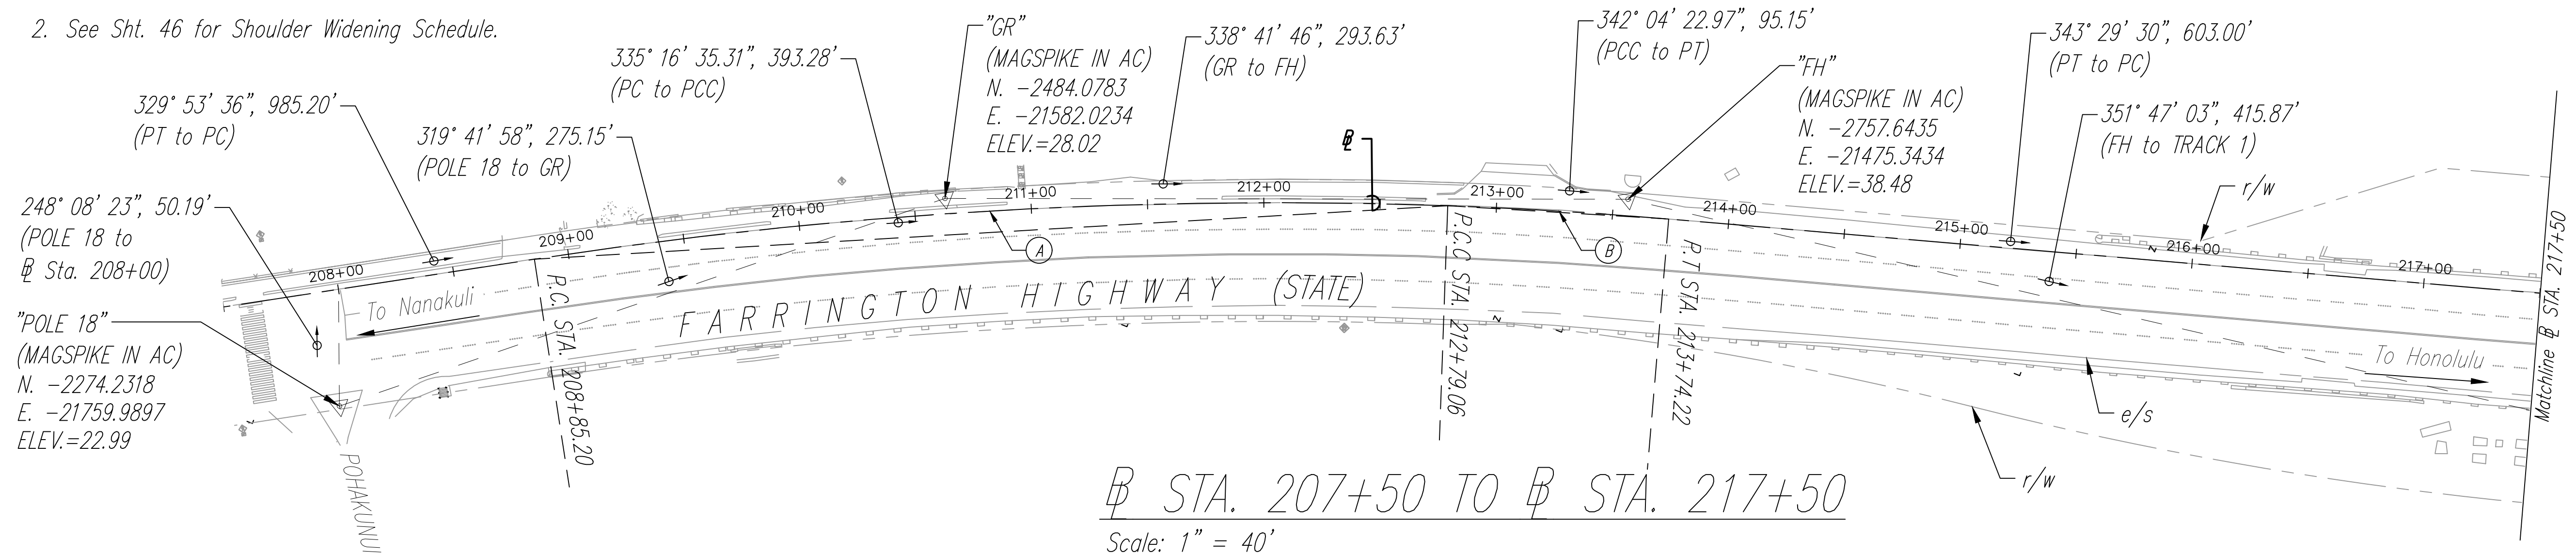 2. See Sht. 46 for Shoulder Widening Schedule.
329° 53' 36", 985.20'
(PT to PC)
319° 41' 58", 275.15'
(POLE 18 to GR)
335° 16' 35.31", 393.28'
(PC to PCC)
"GR"
(MAGSPIKE IN AC)
N. -2484.0783
E. -21582.0234
ELEV.=28.02
338° 41' 46", 293.63'
(GR to FH)
342° 04' 22.97", 95.15'
(PCC to PT)
"FH"
(MAGSPIKE IN AC)
N. -2757.6435
E. -21475.3434
ELEV.=38.48
343° 29' 30", 603.00'
(PT to PC)
351° 47' 03", 415.87'
(FH to TRACK 1)
r/w
248° 08' 23", 50.19'
(POLE 18 to
BL Sta. 208+00)
"POLE 18"
(MAGSPIKE IN AC)
N. -2274.2318
E. -21759.9897
ELEV.=22.99
BL
208+00
209+00
210+00
211+00
212+00
213+00
214+00
215+00
216+00
217+00
A
B
To Nanakuli
FARRINGTON HIGHWAY (STATE)
To Honolulu
P.C. STA. 208+85.20
P.C.C STA. 212+79.06
P.T STA. 213+74.22
Matchline BL STA. 217+50
e/s
r/w
POHAKUNUI
BL STA. 207+50 TO BL STA. 217+50
Scale: 1" = 40'